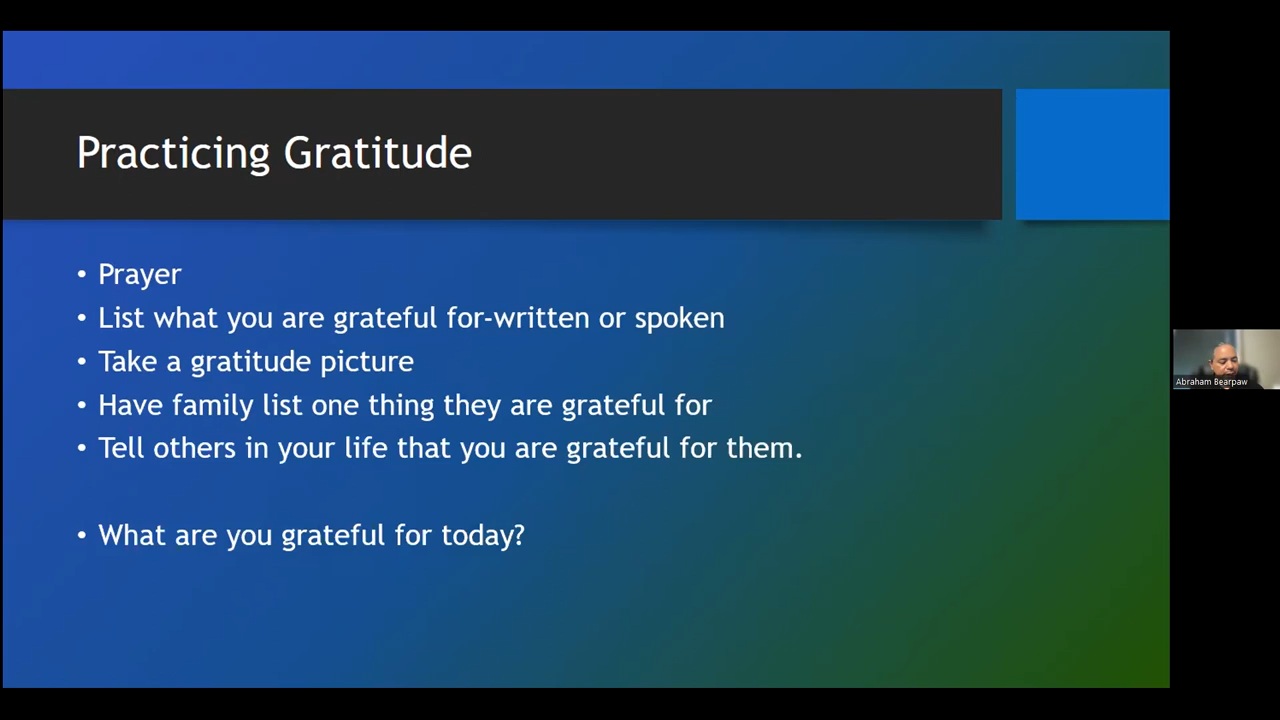 Practicing Gratitude
• Prayer
• List what you are grateful for-written or spoken
• Take a gratitude picture
• Have family list one thing they are grateful for
• Tell others in your life that you are grateful for them.
• What are you grateful for today?
Abraham Bearpaw